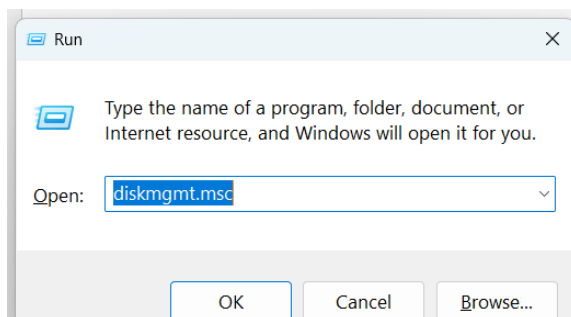 Run
Type the name of a program, folder, document, or
Internet resource, and Windows will open it for you.
Open: diskmgmt.msc
OK Cancel Browse...